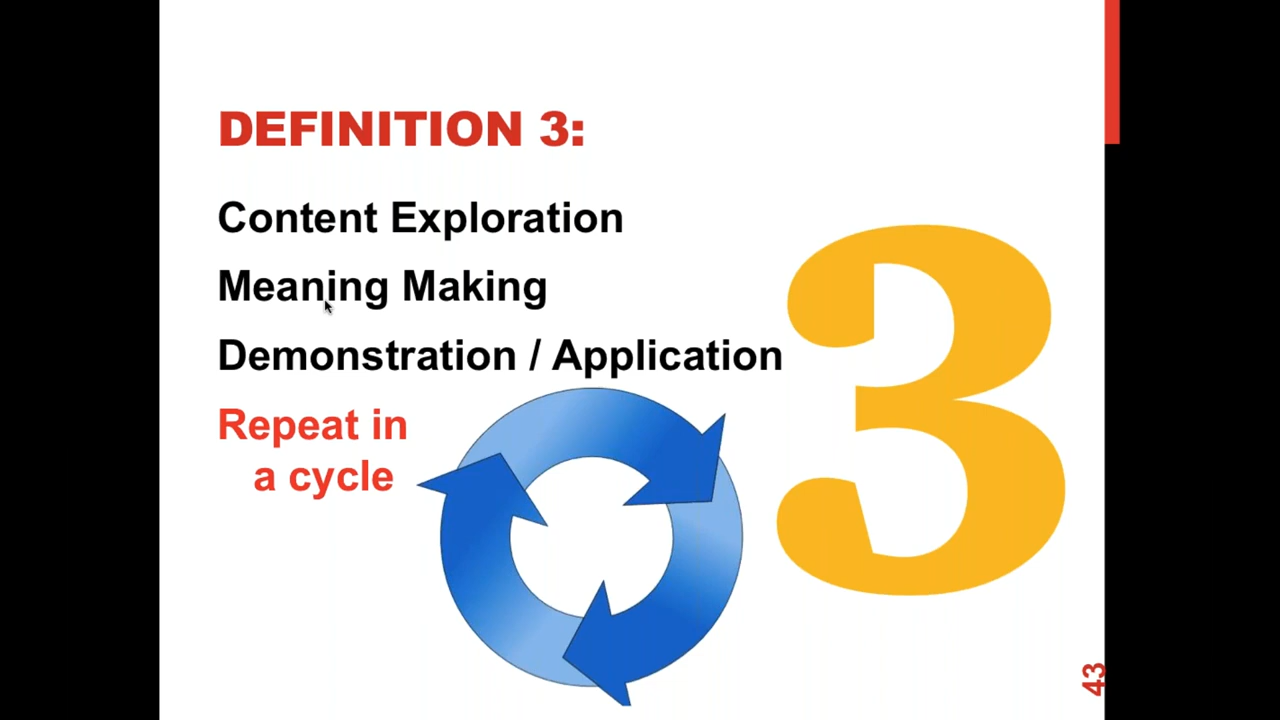 DEFINITION 3:
Content Exploration
Meaning Making
Demonstration / Application
Repeat in
a cycle
3
43